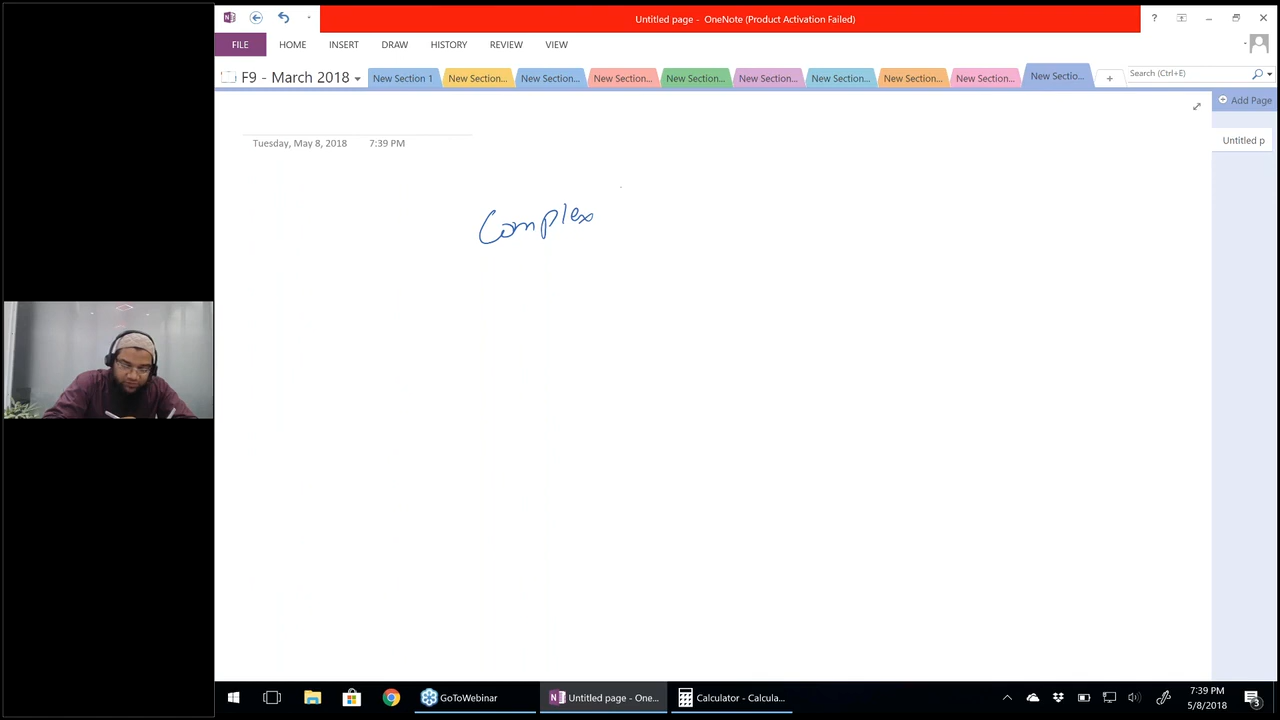 Untitled page - OneNote (Product Activation Failed)
FILE HOME INSERT DRAW HISTORY REVIEW VIEW
F9 - March 2018 New Section 1 New Section... New Section... New Section... New Section... New Section... New Section... New Section... New Section... New Sectio... Search (Ctrl+E)
Add Page
Tuesday, May 8, 2018 7:39 PM
Untitled p
Complex
GoToWebinar Untitled page - One... Calculator - Calcula...
7:39 PM
5/8/2018
3